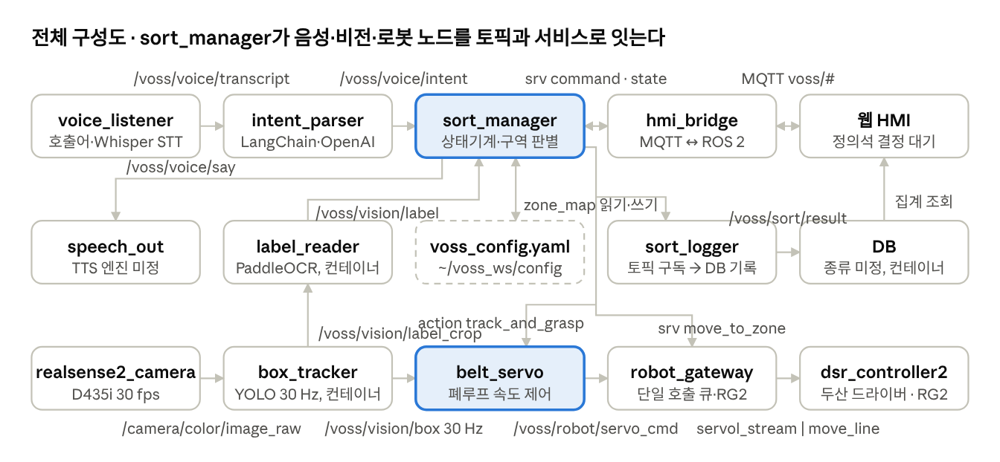 전체 구성도 · sort_manager가 음성·비전·로봇 노드를 토픽과 서비스로 잇는다
/voss/voice/transcript
/voss/voice/intent
srv command · state
MQTT voss/#
voice_listener
호출어·Whisper STT
intent_parser
LangChain·OpenAI
sort_manager
상태기계·구역 판별
hmi_bridge
MQTT ↔ ROS 2
웹 HMI
정의석 결정 대기
/voss/voice/say
/voss/vision/label
zone_map 읽기·쓰기
/voss/sort/result
집계 조회
speech_out
TTS 엔진 미정
label_reader
PaddleOCR, 컨테이너
voss_config.yaml
~/voss_ws/config
sort_logger
토픽 구독 → DB 기록
DB
종류 미정, 컨테이너
/voss/vision/label_crop
action track_and_grasp
srv move_to_zone
realsense2_camera
D435i 30 fps
box_tracker
YOLO 30 Hz, 컨테이너
belt_servo
폐루프 속도 제어
robot_gateway
단일 호출 큐·RG2
dsr_controller2
두산 드라이버 · RG2
/camera/color/image_raw
/voss/vision/box 30 Hz
/voss/robot/servo_cmd
servol_stream | move_line